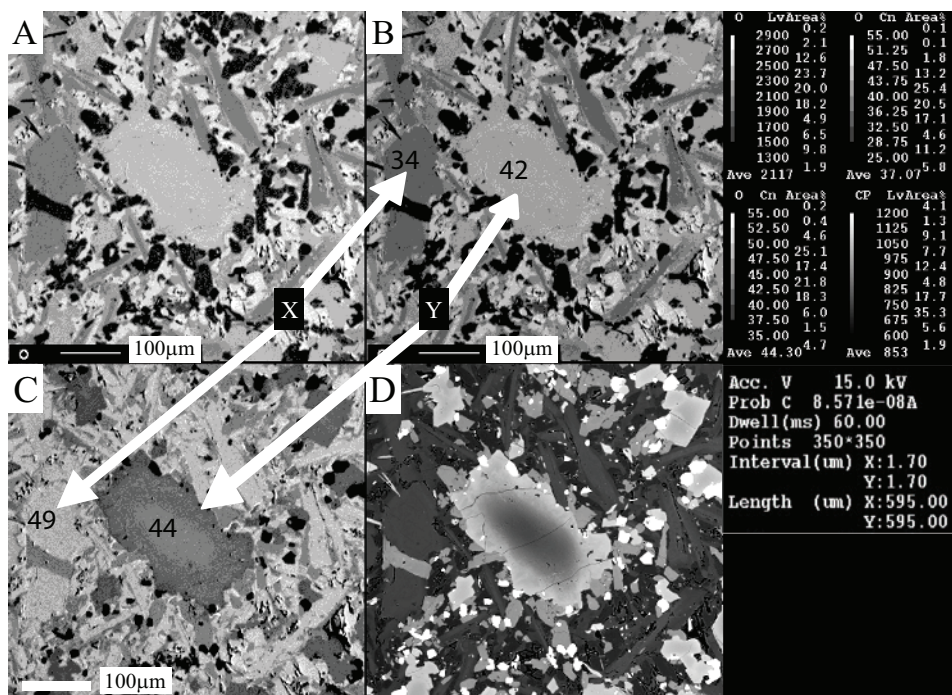 A
B
34
42
X
Y
O
100µm
O
100µm
C
D
49
44
100µm
O LvArea%
2900 0.2
2700 2.1
2500 12.6
2300 23.7
2100 20.0
1900 18.2
1700 4.9
1500 6.5
1300 9.8
1.9
Ave 2117
O Cn Area%
55.00 0.1
51.25 0.1
47.50 1.8
43.75 13.2
40.00 25.4
36.25 20.5
32.50 17.1
28.75 4.6
25.00 11.2
5.8
Ave 37.07
O Cn Area%
55.00 0.2
52.50 0.4
50.00 4.6
47.50 25.1
45.00 17.4
42.50 21.8
40.00 18.3
37.50 6.0
35.00 1.5
4.7
Ave 44.30
CP LvArea%
1200 4.1
1125 1.3
1050 9.1
975 7.7
900 12.4
825 4.8
750 17.7
675 35.3
600 5.8
1.9
Ave 853
Acc. V 15.0 kV
Prob C 8.571e-08A
Dwell(ms) 60.00
Points 350*350
Interval(um) X:1.70
Y:1.70
Length (um) X:595.00
Y:595.00